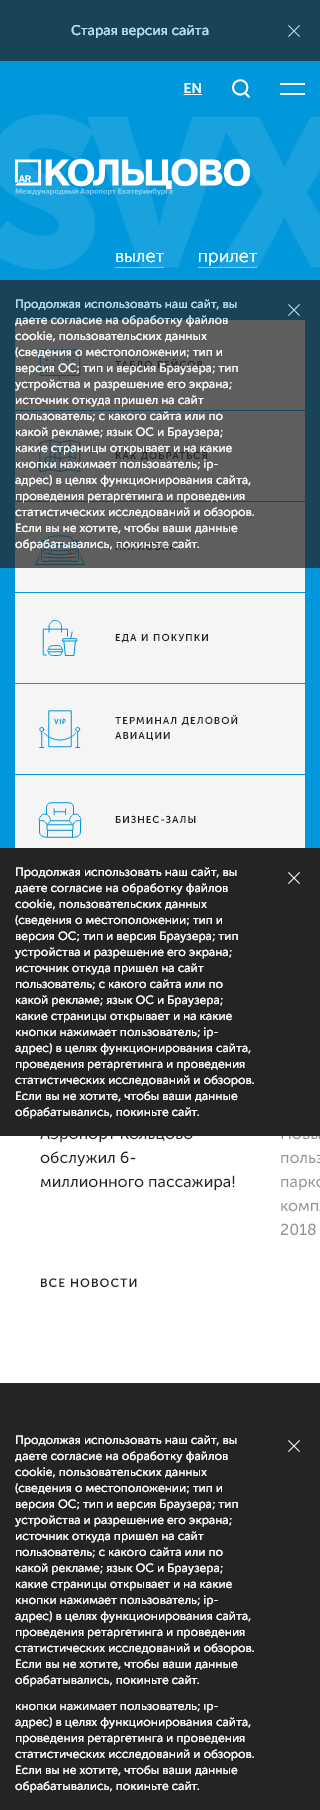 Старая версия сайта
EN
SVX
AR КОЛЬЦОВО
Международный Аэропорт Екатеринбурга
вылет прилет
Продолжая использовать наш сайт, вы
даете согласие на обработку файлов
cookie, пользовательских данных
(сведения о местоположении; тип и
версия ОС; тип и версия Браузера; тип
устройства и разрешение его экрана;
источник откуда пришел на сайт
пользователь; с какого сайта или по
какой рекламе; язык ОС и Браузера;
какие страницы открывает и на какие
кнопки нажимает пользователь; ip-
адрес) в целях функционирования сайта,
проведения ретаргетинга и проведения
статистических исследований и обзоров.
Если вы не хотите, чтобы ваши данные
обрабатывались, покиньте сайт.
ТАБЛО РЕЙСОВ
КАК ДОБРАТЬСЯ
ЕДА И ПОКУПКИ
VIP
ТЕРМИНАЛ ДЕЛОВОЙ
АВИАЦИИ
БИЗНЕС-ЗАЛЫ
Продолжая использовать наш сайт, вы
даете согласие на обработку файлов
cookie, пользовательских данных
(сведения о местоположении; тип и
версия ОС; тип и версия Браузера; тип
устройства и разрешение его экрана;
источник откуда пришел на сайт
пользователь; с какого сайта или по
какой рекламе; язык ОС и Браузера;
какие страницы открывает и на какие
кнопки нажимает пользователь; ip-
адрес) в целях функционирования сайта,
проведения ретаргетинга и проведения
статистических исследований и обзоров.
Если вы не хотите, чтобы ваши данные
обрабатывались, покиньте сайт.
Аэропорт Кольцово
обслужил 6-
миллионного пассажира!
польз
парко
комп
2018
ВСЕ НОВОСТИ
Продолжая использовать наш сайт, вы
даете согласие на обработку файлов
cookie, пользовательских данных
(сведения о местоположении; тип и
версия ОС; тип и версия Браузера; тип
устройства и разрешение его экрана;
источник откуда пришел на сайт
пользователь; с какого сайта или по
какой рекламе; язык ОС и Браузера;
какие страницы открывает и на какие
кнопки нажимает пользователь; ip-
адрес) в целях функционирования сайта,
проведения ретаргетинга и проведения
статистических исследований и обзоров.
Если вы не хотите, чтобы ваши данные
обрабатывались, покиньте сайт.
кнопки нажимает пользователь; ip-
адрес) в целях функционирования сайта,
проведения ретаргетинга и проведения
статистических исследований и обзоров.
Если вы не хотите, чтобы ваши данные
обрабатывались, покиньте сайт.